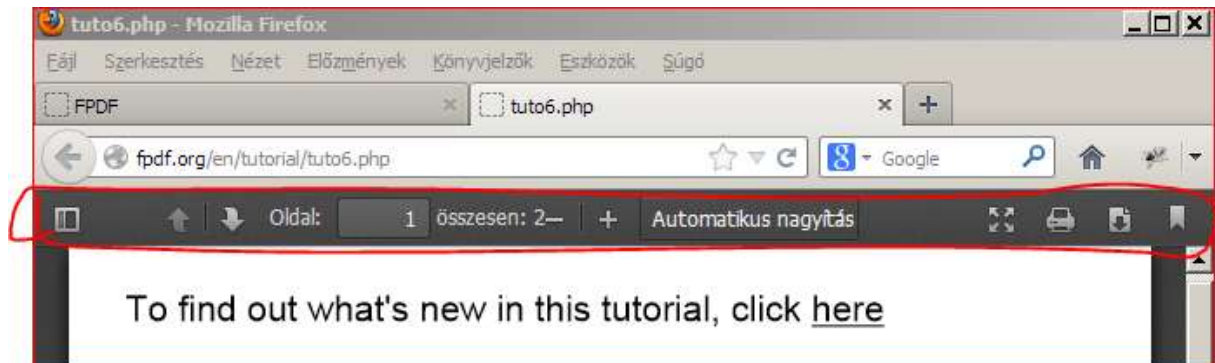 tuto6.php - Mozilla Firefox
Fájl Szerkesztés Nézet Előzmények Könyvjelzők Eszközök Súgó
FPDF tuto6.php
fpdf.org/en/tutorial/tuto6.php 8 Google
Oldal: 1 összesen: 2 Automatikus nagyítás
To find out what's new in this tutorial, click here